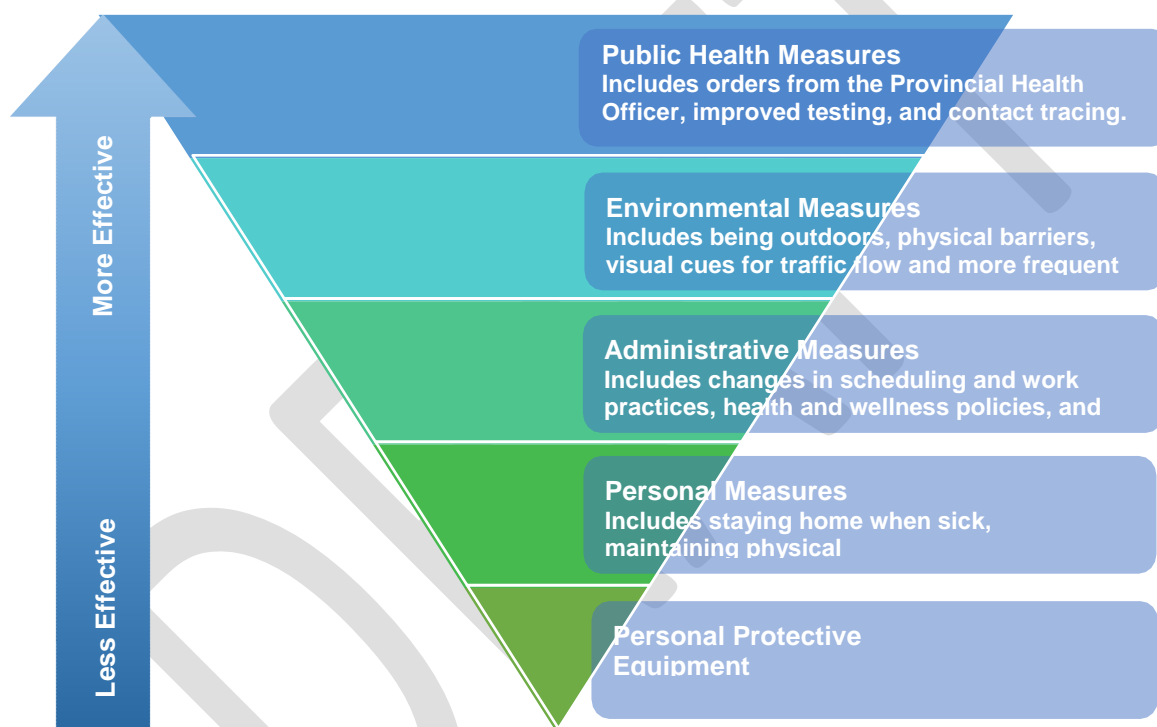 Public Health Measures
Includes orders from the Provincial Health
Officer, improved testing, and contact tracing.
Environmental Measures
Includes being outdoors, physical barriers,
visual cues for traffic flow and more frequent
Administrative Measures
Includes changes in scheduling and work
practices, health and wellness policies, and
Personal Measures
Includes staying home when sick,
maintaining physical
Personal Protective
Equipment
More Effective
Less Effective